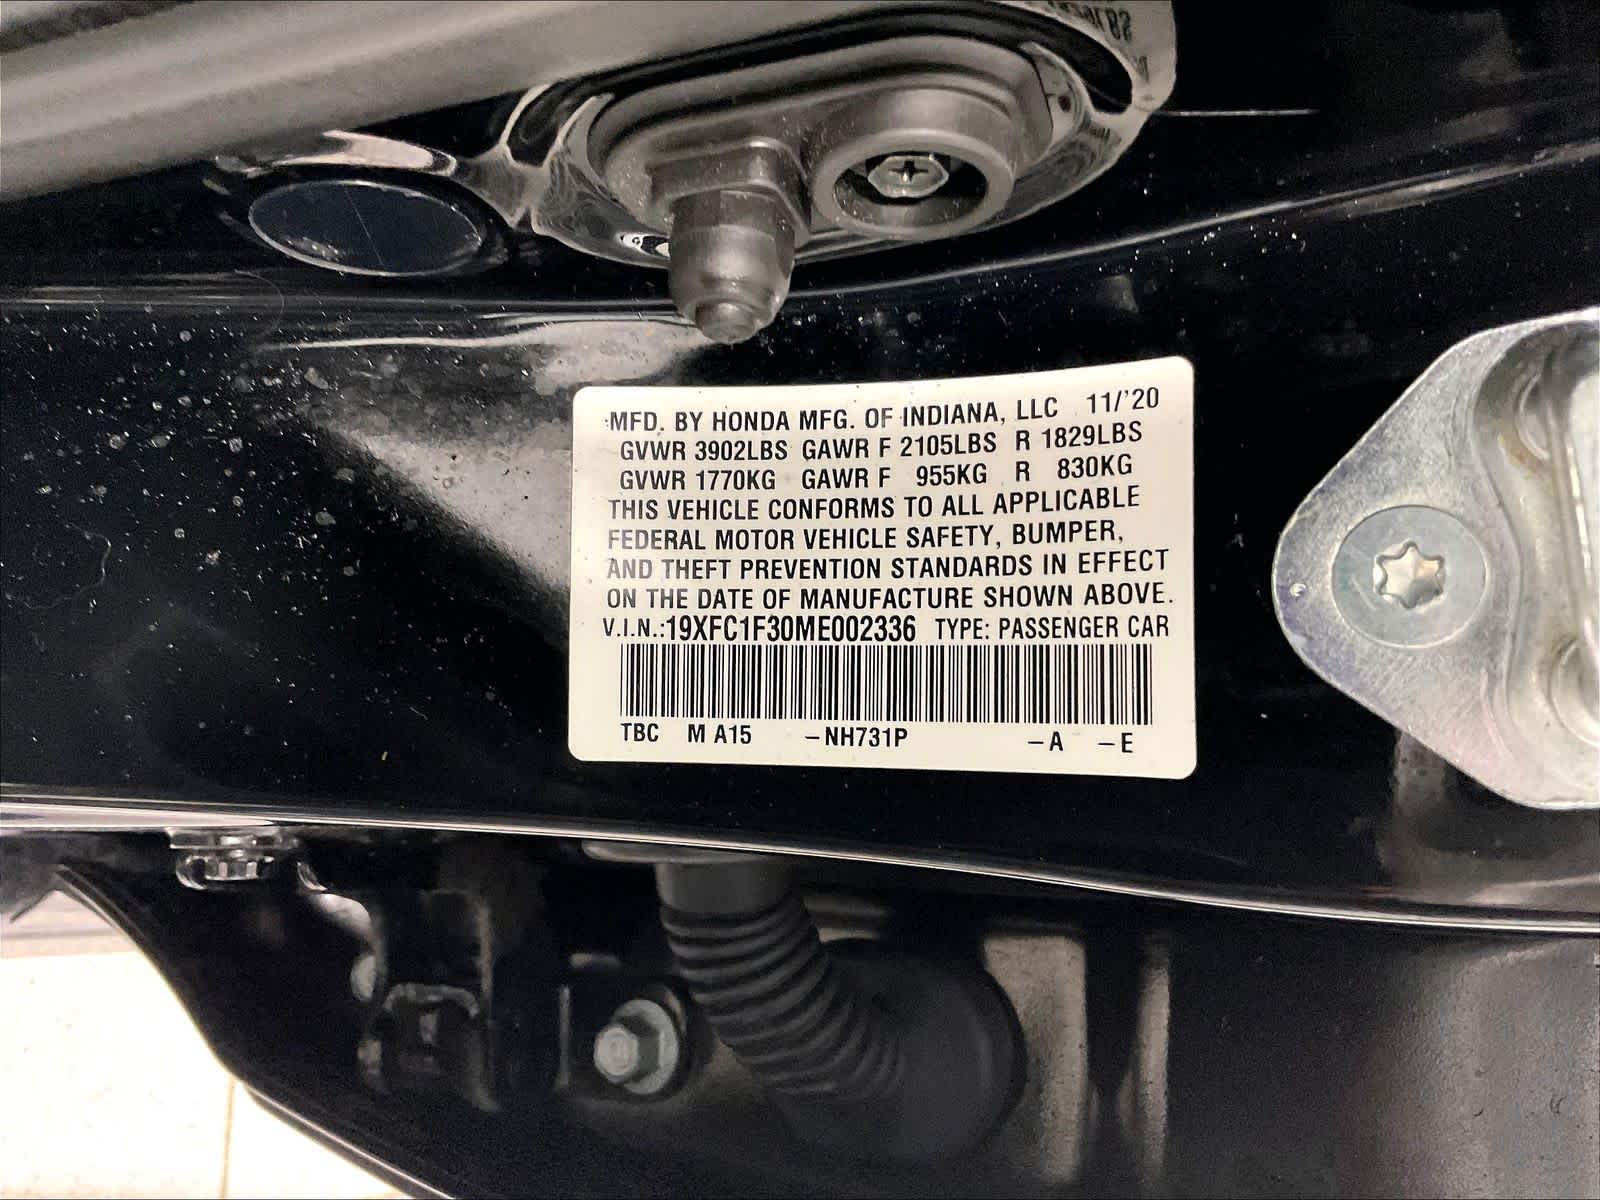 MFD. BY HONDA MFG. OF INDIANA, LLC 11/'20
GVWR 3902LBS GAWR F 2105LBS R 1829LBS
GVWR 1770KG GAWR F 955KG R 830KG
THIS VEHICLE CONFORMS TO ALL APPLICABLE
FEDERAL MOTOR VEHICLE SAFETY, BUMPER,
AND THEFT PREVENTION STANDARDS IN EFFECT
ON THE DATE OF MANUFACTURE SHOWN ABOVE.
V.I.N.:19XFC1F30ME002336 TYPE: PASSENGER CAR
TBC M A15 -NH731P -A -E